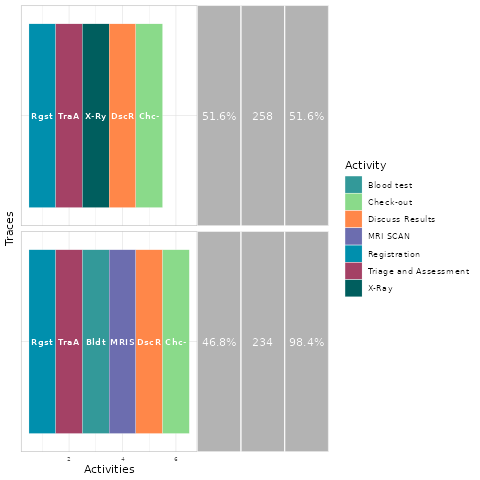 Rgst TraA X-Ry DscR Chc- 51.6% 258 51.6%
Rgst TraA Bldt MRIS DscR Chc- 46.8% 234 98.4%
Traces
2 4 6
Activities
Activity
Blood test
Check-out
Discuss Results
MRI SCAN
Registration
Triage and Assessment
X-Ray